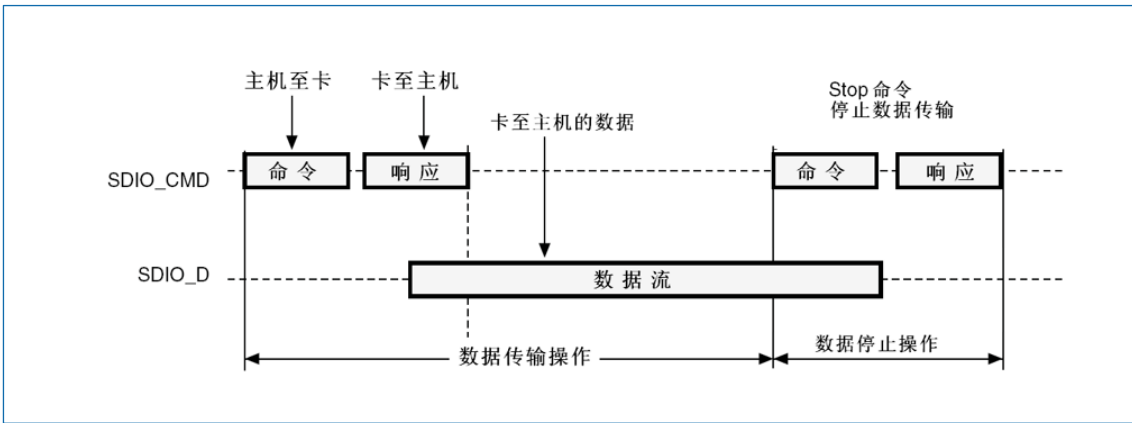 主机至卡
卡至主机
Stop 命令
停止数据传输
卡至主机的数据
SDIO_CMD
命令
响应
命令
响应
SDIO_D
数据流
数据传输操作
数据停止操作